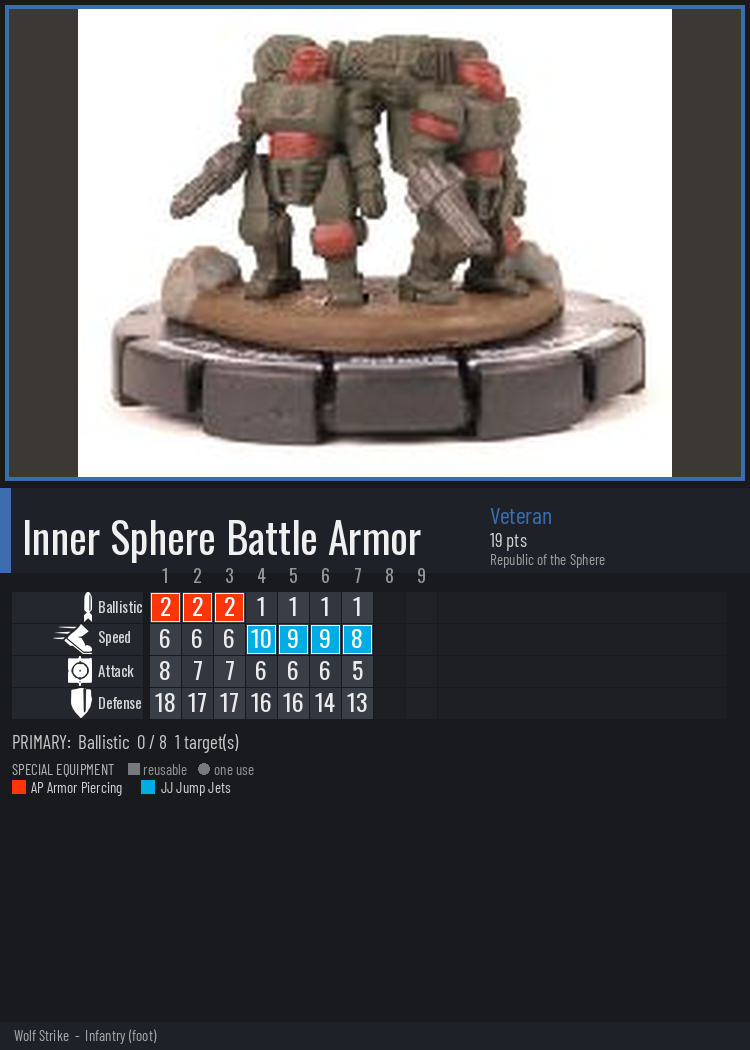 Inner Sphere Battle Armor
Veteran
19 pts
Republic of the Sphere
1 2 3 4 5 6 7 8 9
Ballistic 2 2 2 1 1 1 1
Speed 6 6 6 10 9 9 8
Attack 8 7 7 6 6 6 5
Defense 18 17 17 16 16 14 13
PRIMARY: Ballistic 0 / 8 1 target(s)
SPECIAL EQUIPMENT reusable one use
AP Armor Piercing JJ Jump Jets
Wolf Strike - Infantry (foot)